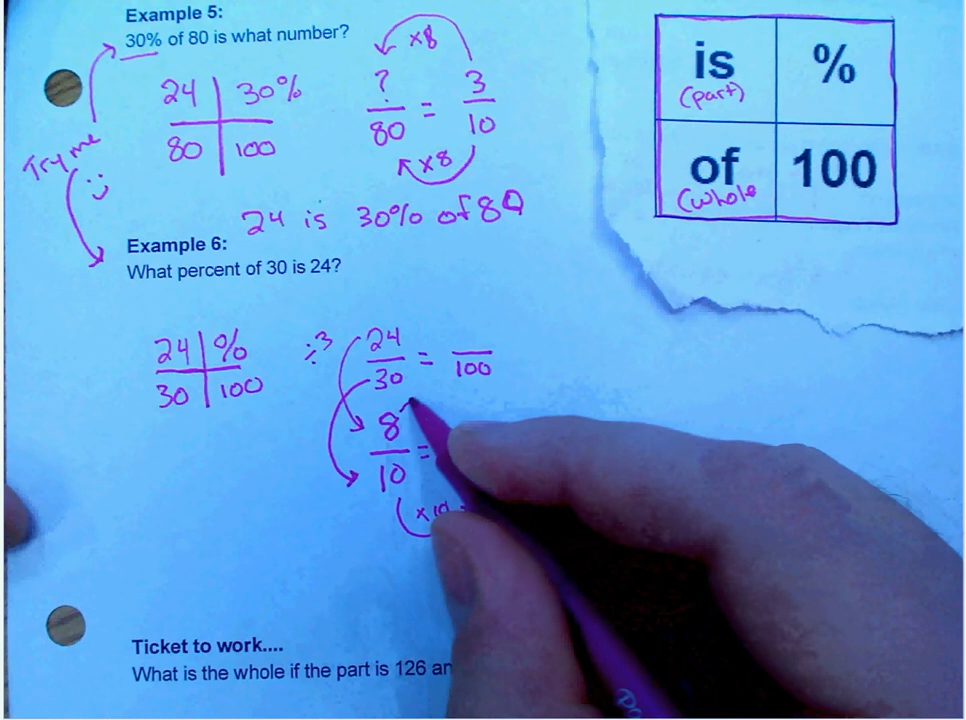 Example 5:
30% of 80 is what number?
24 30%
80 100
×8
? = 3
80 10
×8
24 is 30% of 80
Try me
is %
(part)
of 100
(whole
Example 6:
What percent of 30 is 24?
24 %
30 100
÷3
24 =
30 100
8
10 =
×10
Ticket to work....
What is the whole if the part is 126 an